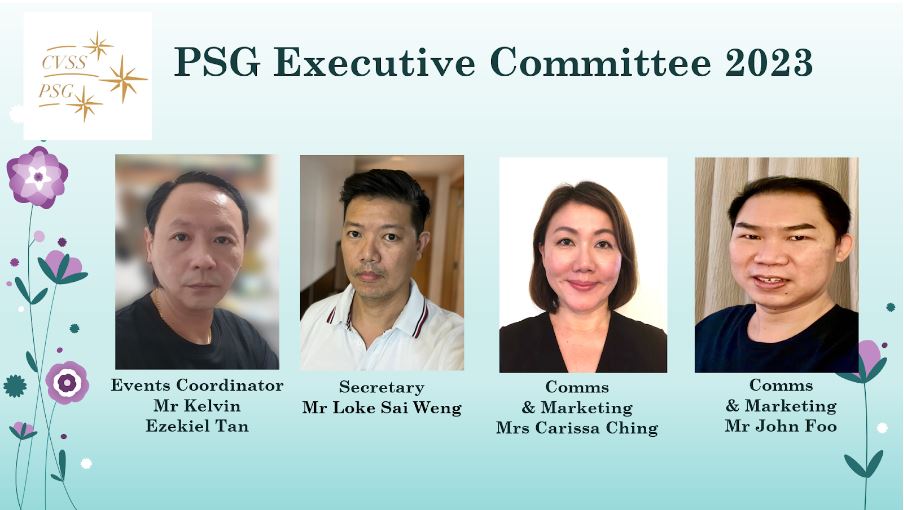 CVSS
PSG
PSG Executive Committee 2023
Events Coordinator
Mr Kelvin
Ezekiel Tan
Secretary
Mr Loke Sai Weng
Comms
& Marketing
Mrs Carissa Ching
Comms
& Marketing
Mr John Foo